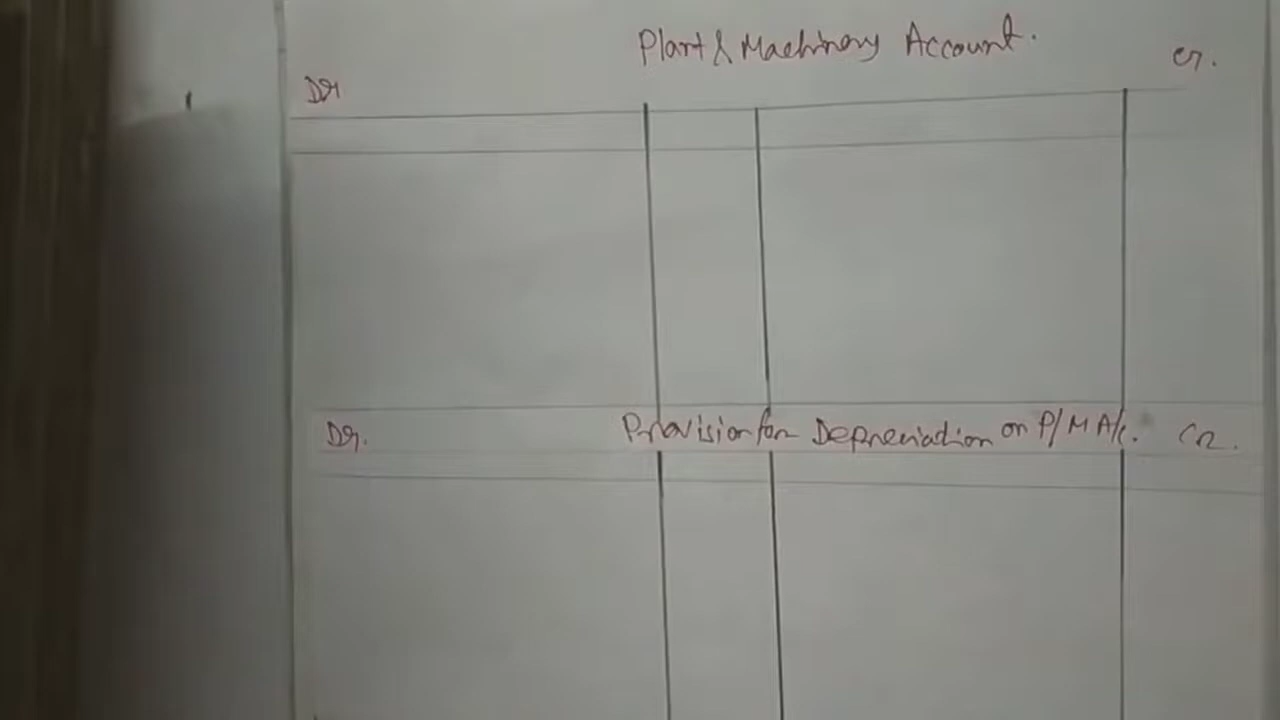 Plant & Machinery Account.
Dr Cr.
Dr. Provision for Depreciation on P/M A/c. Cr.